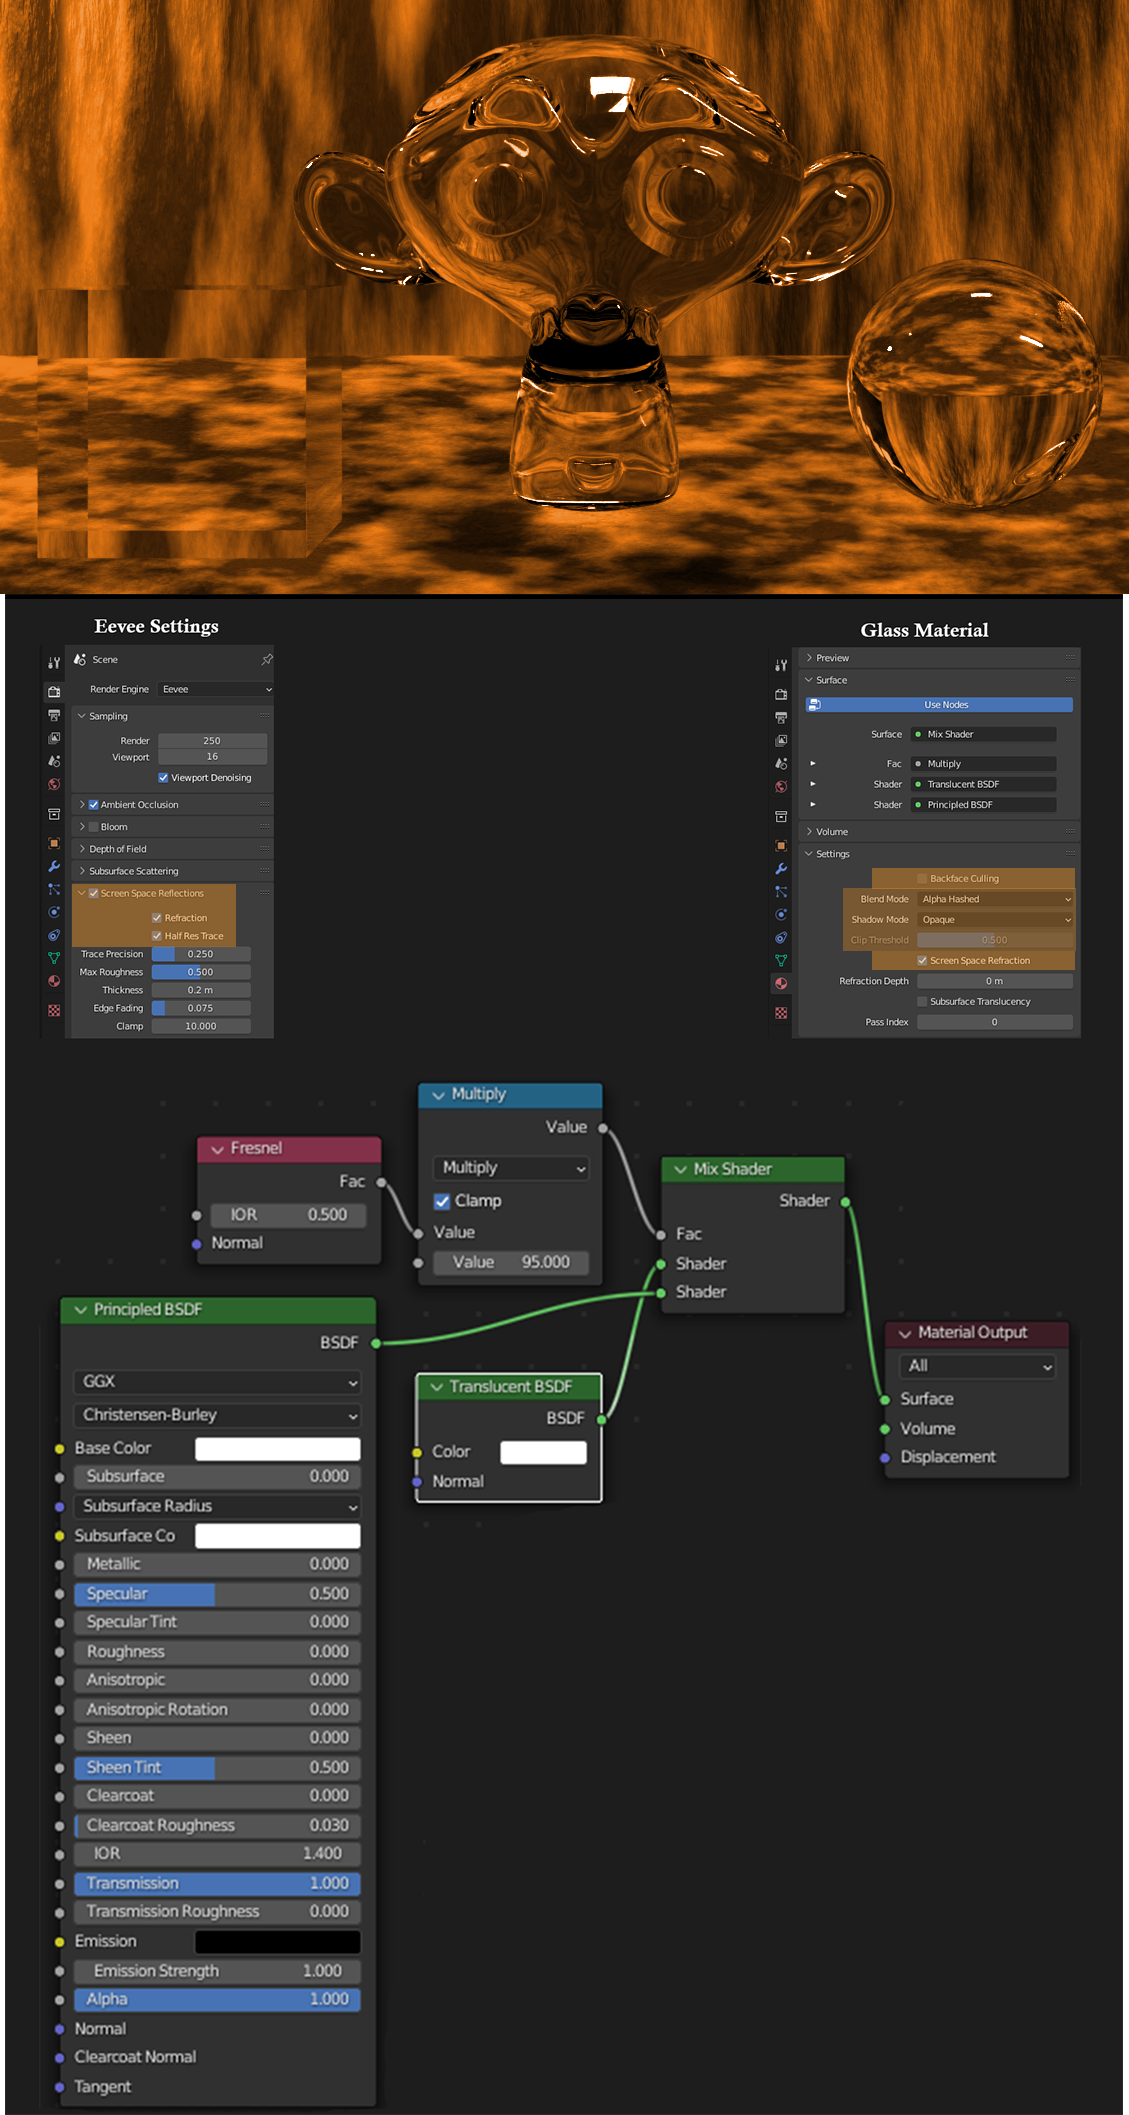 Eevee Settings
Scene
Render Engine Eevee
Sampling
Render 250
Viewport 16
Viewport Denoising
Ambient Occlusion
Bloom
Depth of Field
Subsurface Scattering
Screen Space Reflections
Refraction
Half Res Trace
Trace Precision 0.250
Max Roughness 0.500
Thickness 0.2 m
Edge Fading 0.075
Clamp 10.000
Glass Material
Preview
Surface
Use Nodes
Surface Mix Shader
Fac Multiply
Shader Translucent BSDF
Shader Principled BSDF
Volume
Settings
Backface Culling
Blend Mode Alpha Hashed
Shadow Mode Opaque
Clip Threshold 0.500
Screen Space Refraction
Refraction Depth 0 m
Subsurface Translucency
Pass Index 0
Fresnel
Fac
IOR 0.500
Normal
Multiply
Value
Multiply
Clamp
Value
Value 95.000
Mix Shader
Shader
Fac
Shader
Shader
Principled BSDF
BSDF
GGX
Christensen-Burley
Base Color
Subsurface 0.000
Subsurface Radius
Subsurface Co
Metallic 0.000
Specular 0.500
Specular Tint 0.000
Roughness 0.000
Anisotropic 0.000
Anisotropic Rotation 0.000
Sheen 0.000
Sheen Tint 0.500
Clearcoat 0.000
Clearcoat Roughness 0.030
IOR 1.400
Transmission 1.000
Transmission Roughness 0.000
Emission
Emission Strength 1.000
Alpha 1.000
Normal
Clearcoat Normal
Tangent
Translucent BSDF
BSDF
Color
Normal
Material Output
All
Surface
Volume
Displacement